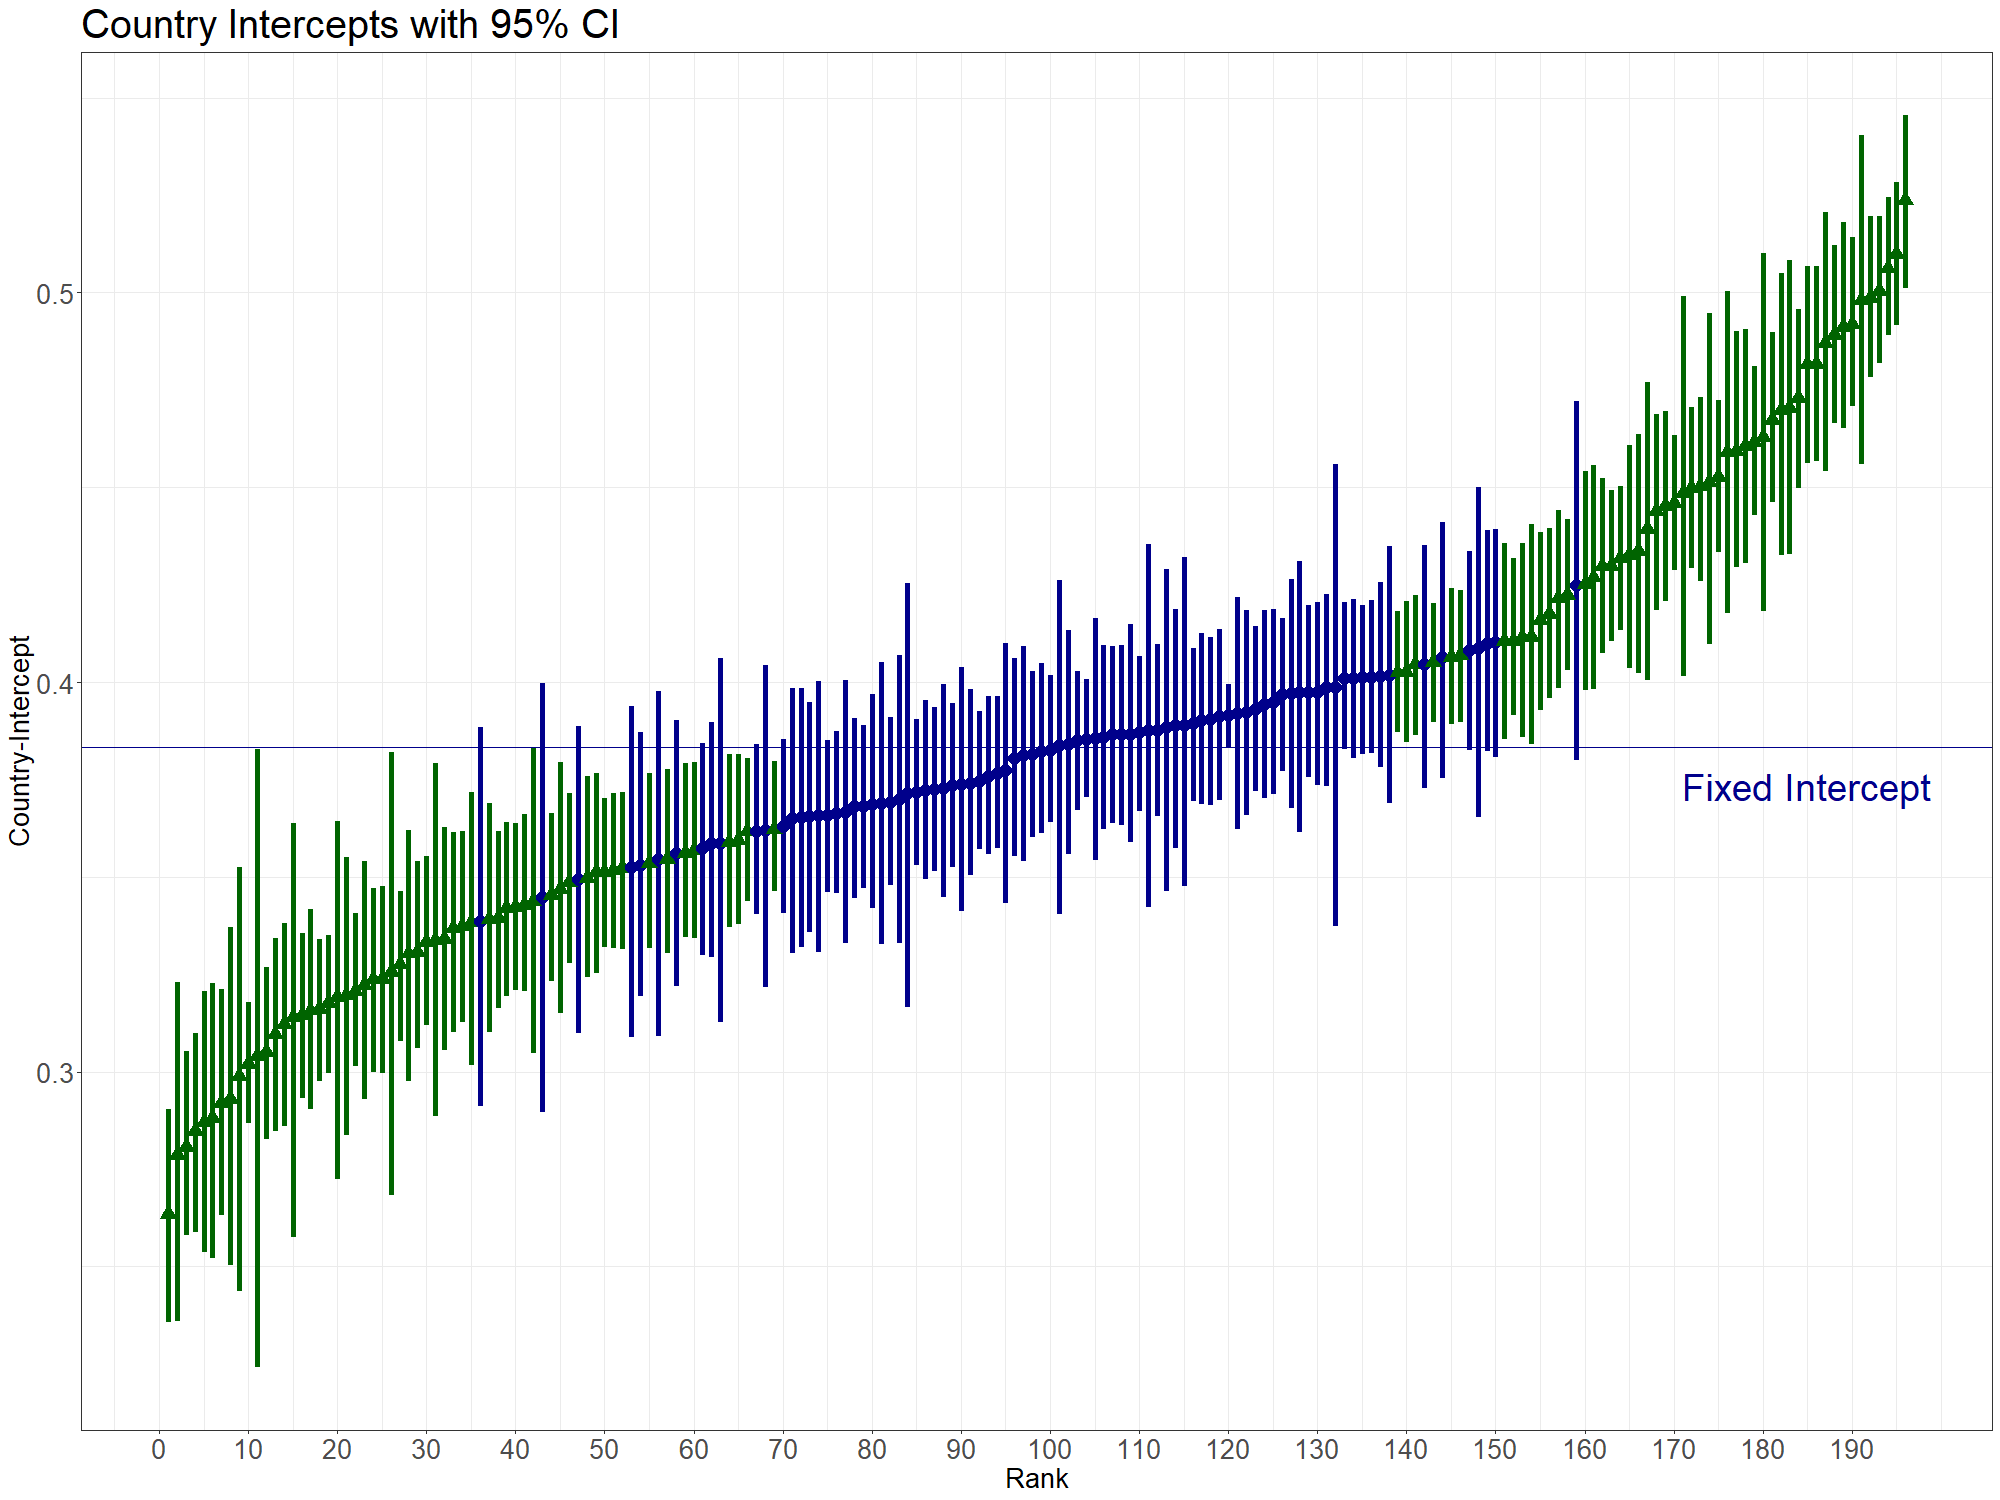 Country Intercepts with 95% CI
Country-Intercept
0.5
0.4
0.3
Fixed Intercept
0 10 20 30 40 50 60 70 80 90 100 110 120 130 140 150 160 170 180 190
Rank